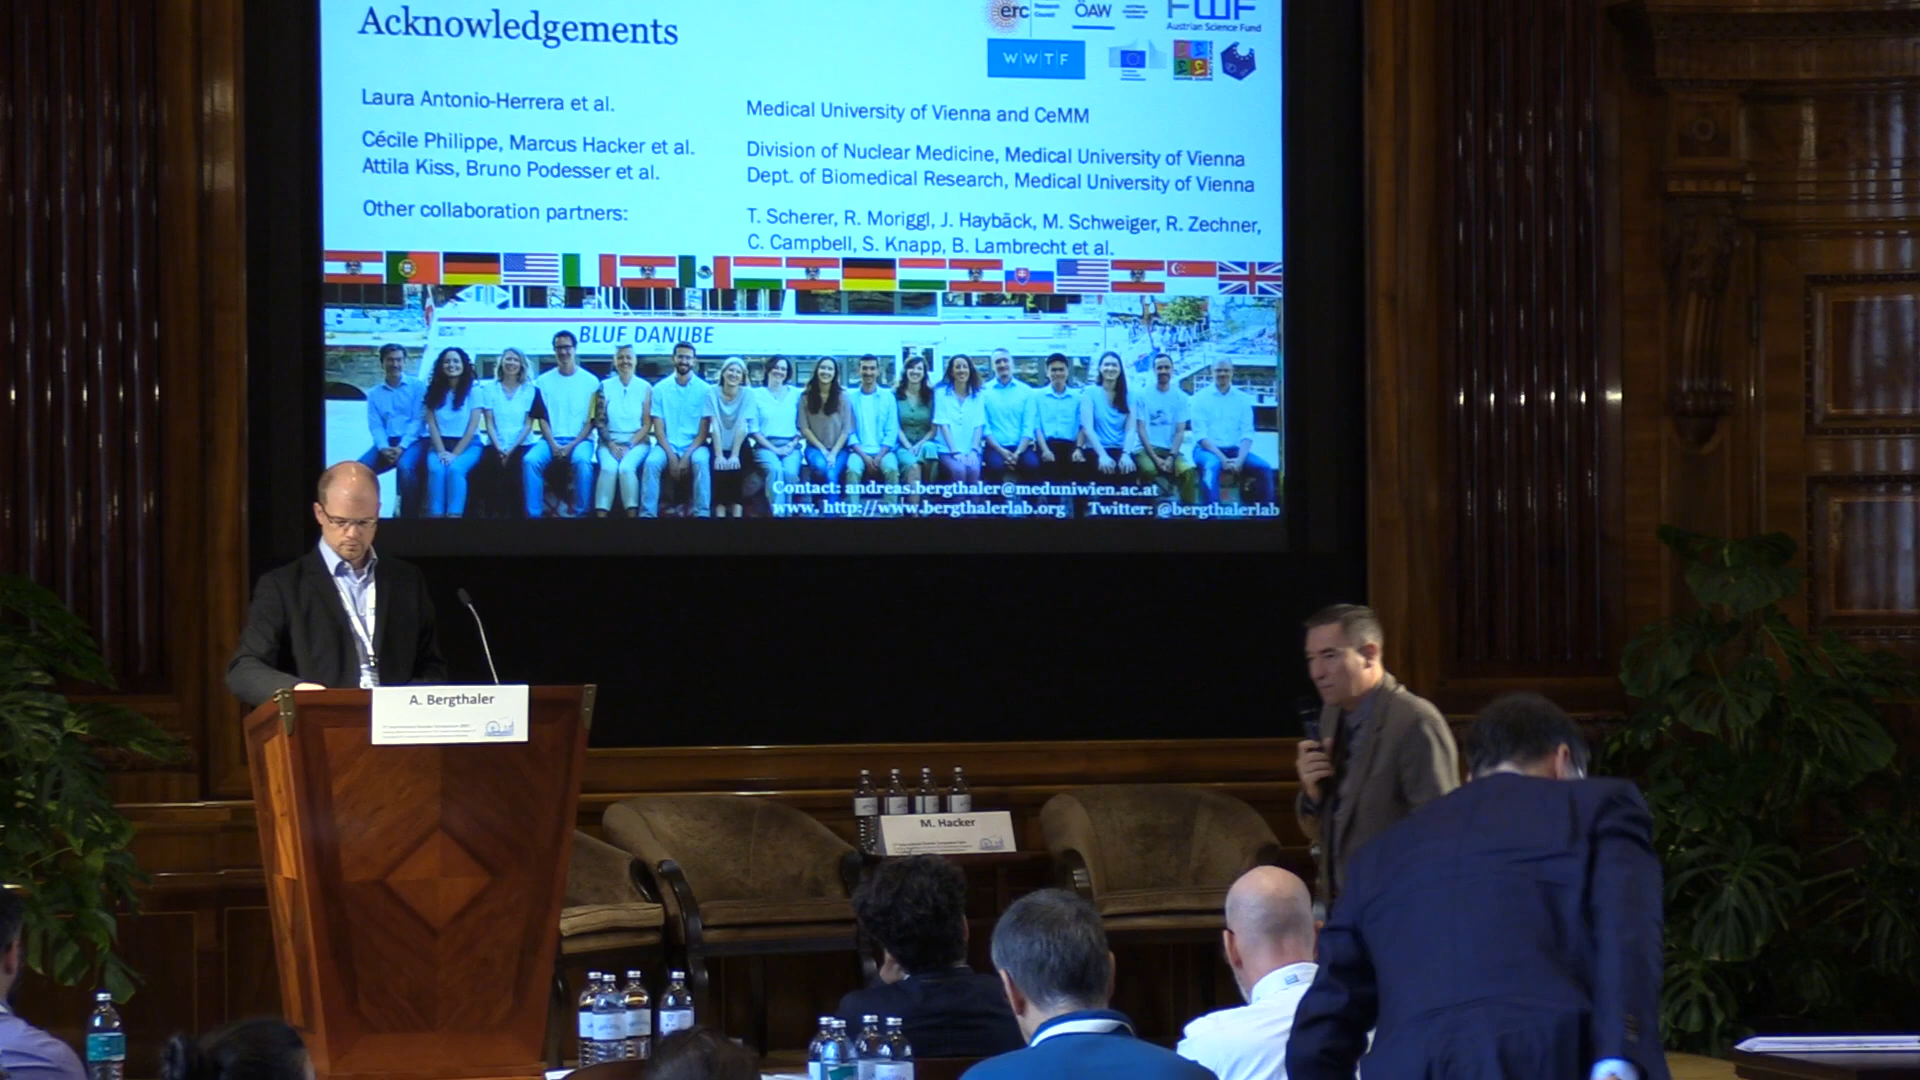 Acknowledgements
erc
ÖAW
FWF
Austrian Science Fund
WWTF
Laura Antonio-Herrera et al.
Medical University of Vienna and CeMM
Cécile Philippe, Marcus Hacker et al.
Division of Nuclear Medicine, Medical University of Vienna
Attila Kiss, Bruno Podesser et al.
Dept. of Biomedical Research, Medical University of Vienna
Other collaboration partners:
T. Scherer, R. Moriggl, J. Haybäck, M. Schweiger, R. Zechner,
C. Campbell, S. Knapp, B. Lambrecht et al.
BLUE DANUBE
Contact: andreas.bergthaler@meduniwien.ac.at
www. http://www.bergthalerlab.org Twitter: @bergthalerlab
A. Bergthaler
M. Hacker